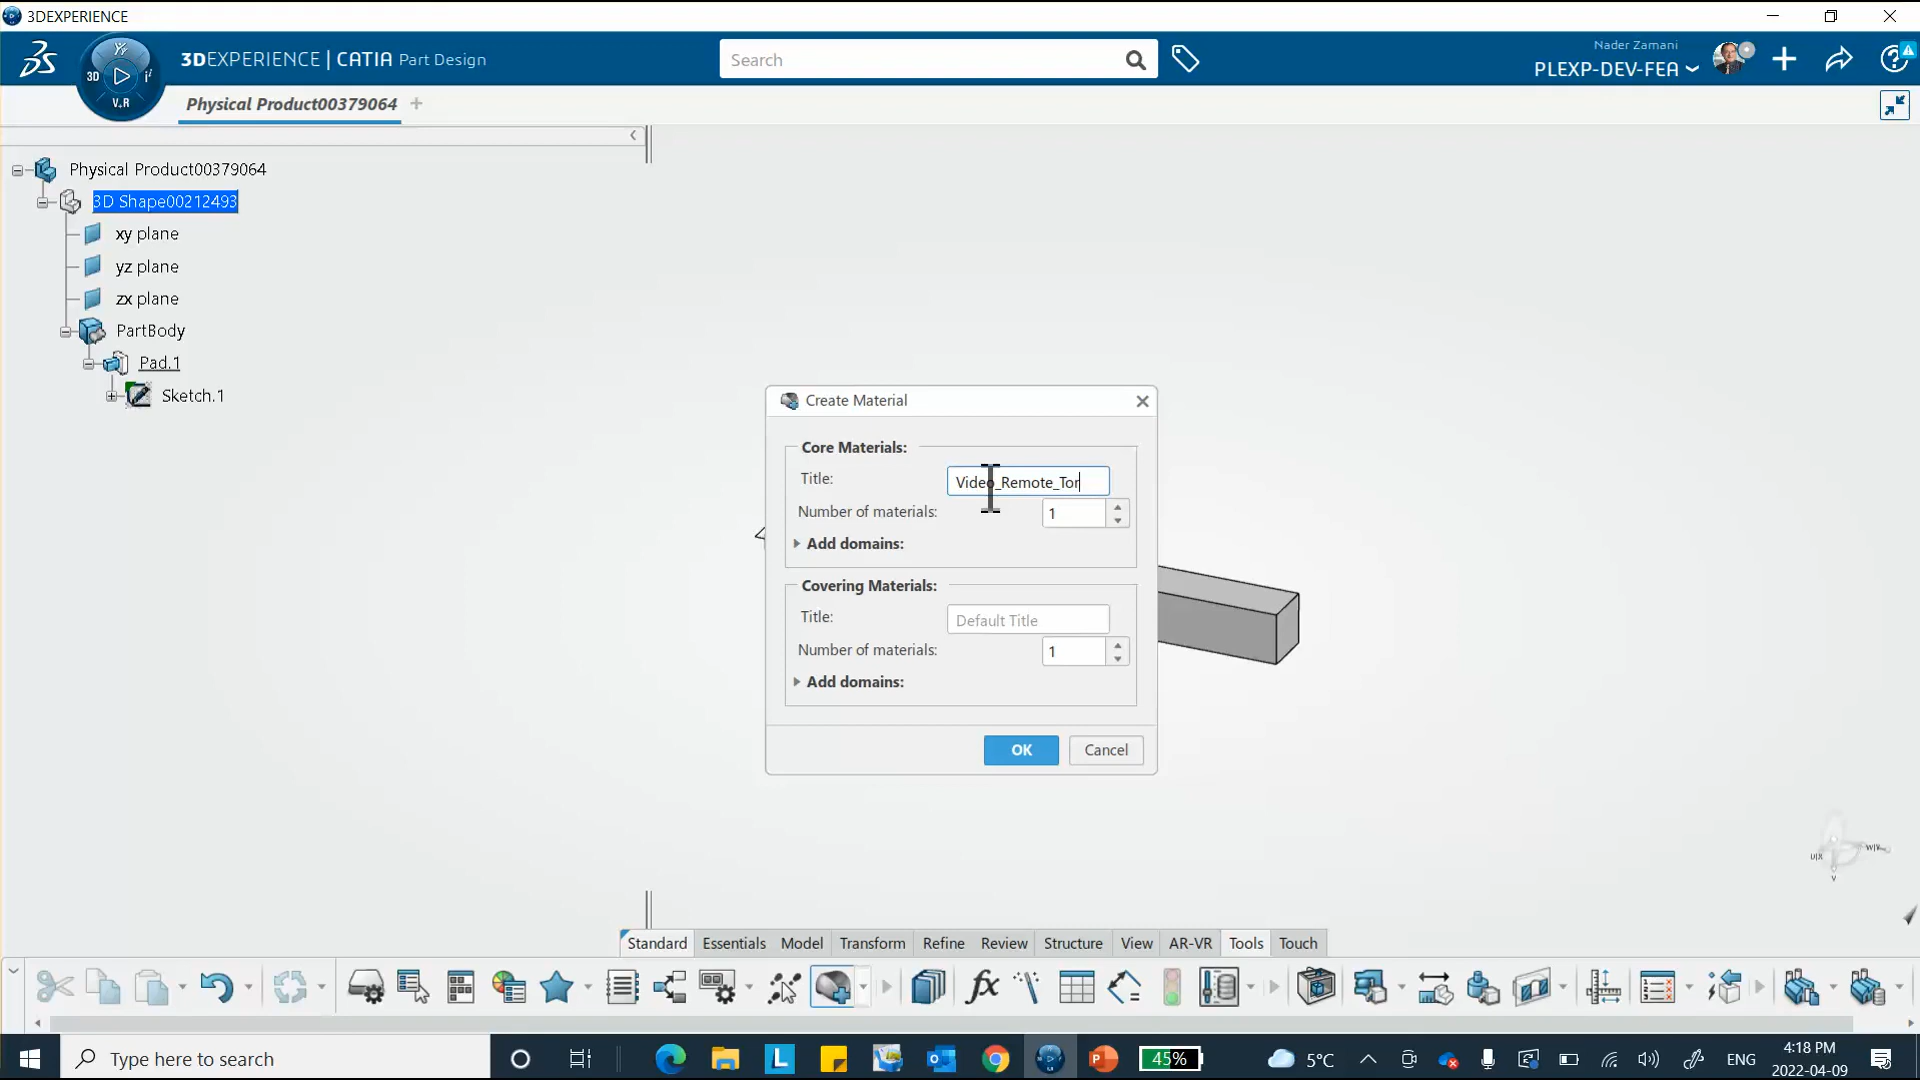 3DEXPERIENCE
3D
V.R
3DEXPERIENCE | CATIA Part Design
Search
Nader Zamani
PLEXP-DEV-FEA
Physical Product00379064
Physical Product00379064
3D Shape00212493
xy plane
yz plane
zx plane
PartBody
Pad.1
Sketch.1
Create Material
Core Materials:
Title:
Video_Remote_Tor
Number of materials:
1
Add domains:
Covering Materials:
Title:
Default Title
Number of materials:
1
Add domains:
OK
Cancel
Standard
Essentials
Model
Transform
Refine
Review
Structure
View
AR-VR
Tools
Touch
fx
Type here to search
L
45%
5°C
ENG
4:18 PM
2022-04-09